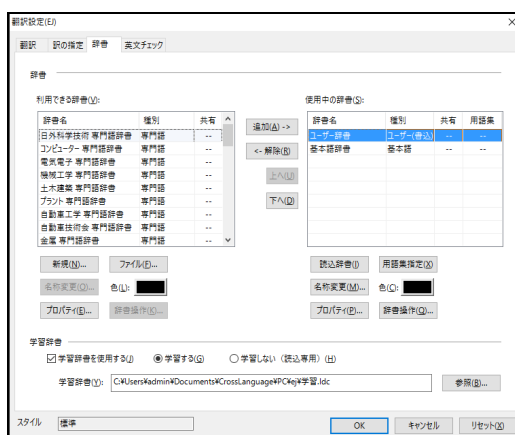 翻訳設定(EJ)
翻訳 訳の指定 辞書 英文チェック
辞書
利用できる辞書(V):
辞書名 種別 共有
日外科学技術 専門語辞書 専門語 --
コンピューター 専門語辞書 専門語 --
電気電子 専門語辞書 専門語 --
機械工学 専門語辞書 専門語 --
土木建築 専門語辞書 専門語 --
プラント 専門語辞書 専門語 --
自動車工学 専門語辞書 専門語 --
自動車技術会 専門語辞書 専門語 --
金属 専門語辞書 専門語 --
追加(A) ->
<- 解除(R)
上へ(U)
下へ(D)
使用中の辞書(S):
辞書名 種別 共有 用語集
ユーザー辞書 ユーザー(書込) -- --
基本語辞書 基本語 -- --
新規(N)... ファイル(F)...
名称変更(O)... 色(L):
プロパティ(E)... 辞書操作(K)...
読込辞書(I) 用語集指定(X)
名称変更(M)... 色(C):
プロパティ(P)... 辞書操作(Q)...
学習辞書
学習辞書を使用する(J) 学習する(G) 学習しない（読込専用）(H)
学習辞書(Y): C:¥Users¥admin¥Documents¥CrossLanguage¥PC¥ej¥学習.ldc 参照(B)...
スタイル 標準 OK キャンセル リセット(X)